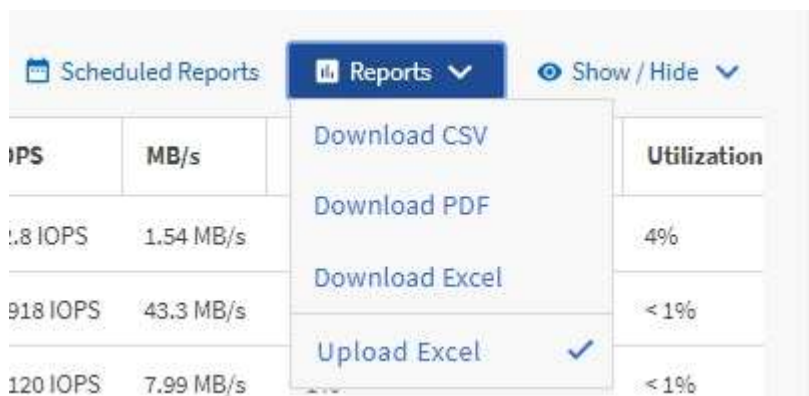 Scheduled Reports Reports Show / Hide
MB/s Utilization
Download CSV
1.54 MB/s 4%
Download PDF
Download Excel
918 IOPS 43.3 MB/s < 1%
Upload Excel
120 IOPS 7.99 MB/s < 1%